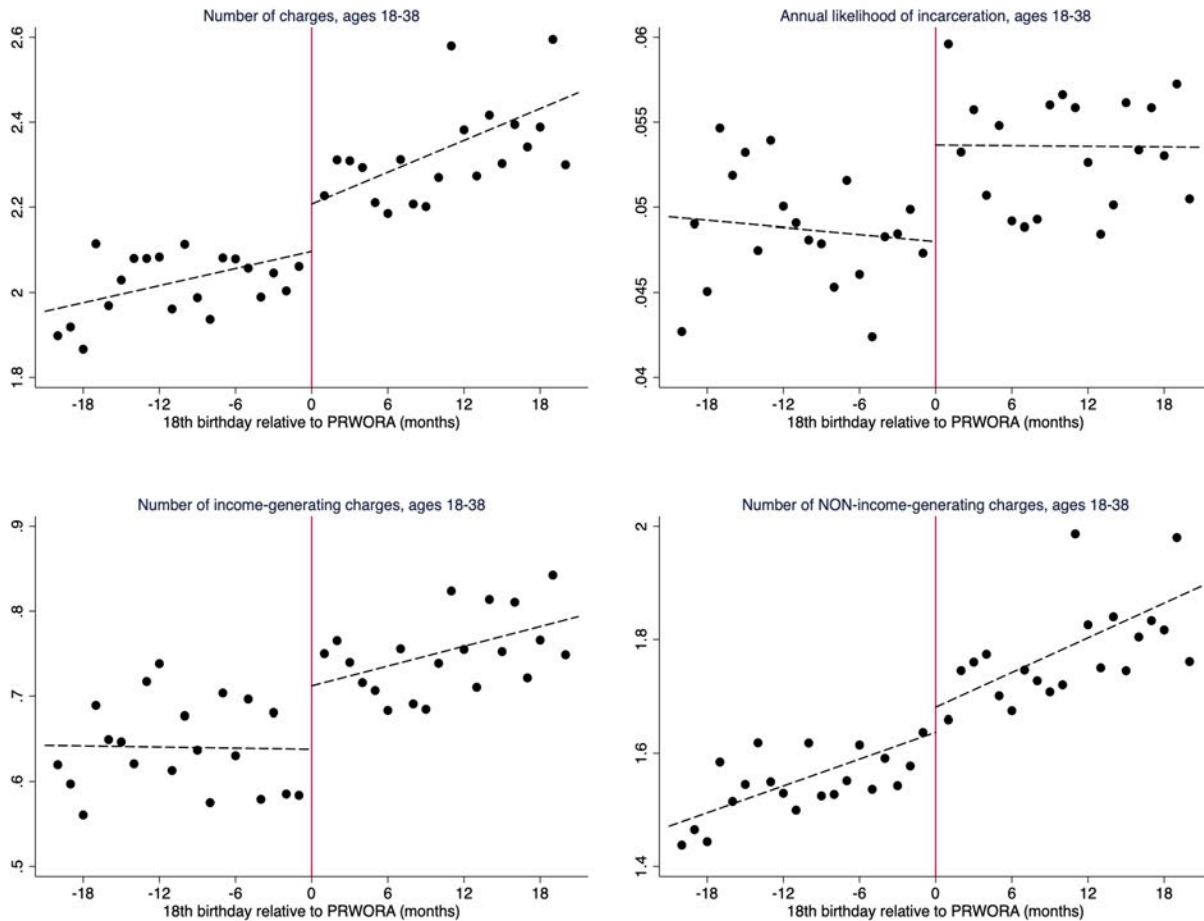 Number of charges, ages 18-38
2.6
2.4
2.2
2
1.8
-18 -12 -6 0 6 12 18
18th birthday relative to PRWORA (months)
Annual likelihood of incarceration, ages 18-38
.06
.055
.05
.045
.04
-18 -12 -6 0 6 12 18
18th birthday relative to PRWORA (months)
Number of income-generating charges, ages 18-38
.9
.8
.7
.6
.5
-18 -12 -6 0 6 12 18
18th birthday relative to PRWORA (months)
Number of NON-income-generating charges, ages 18-38
2
1.8
1.6
1.4
-18 -12 -6 0 6 12 18
18th birthday relative to PRWORA (months)